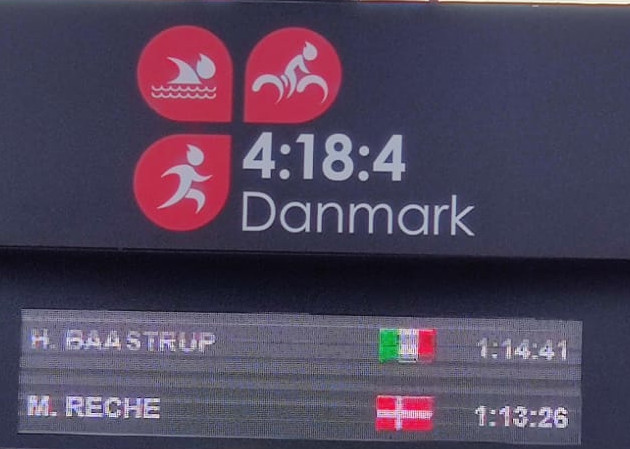 4:18:4
Danmark
H. BAASTRUP 1:14:41
M. RECHE 1:13:26